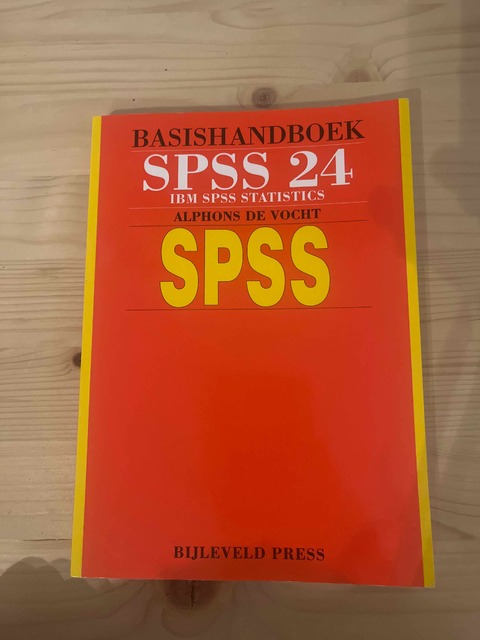 BASISHANDBOEK
SPSS 24
IBM SPSS STATISTICS
ALPHONS DE VOCHT
SPSS
BIJLEVELD PRESS